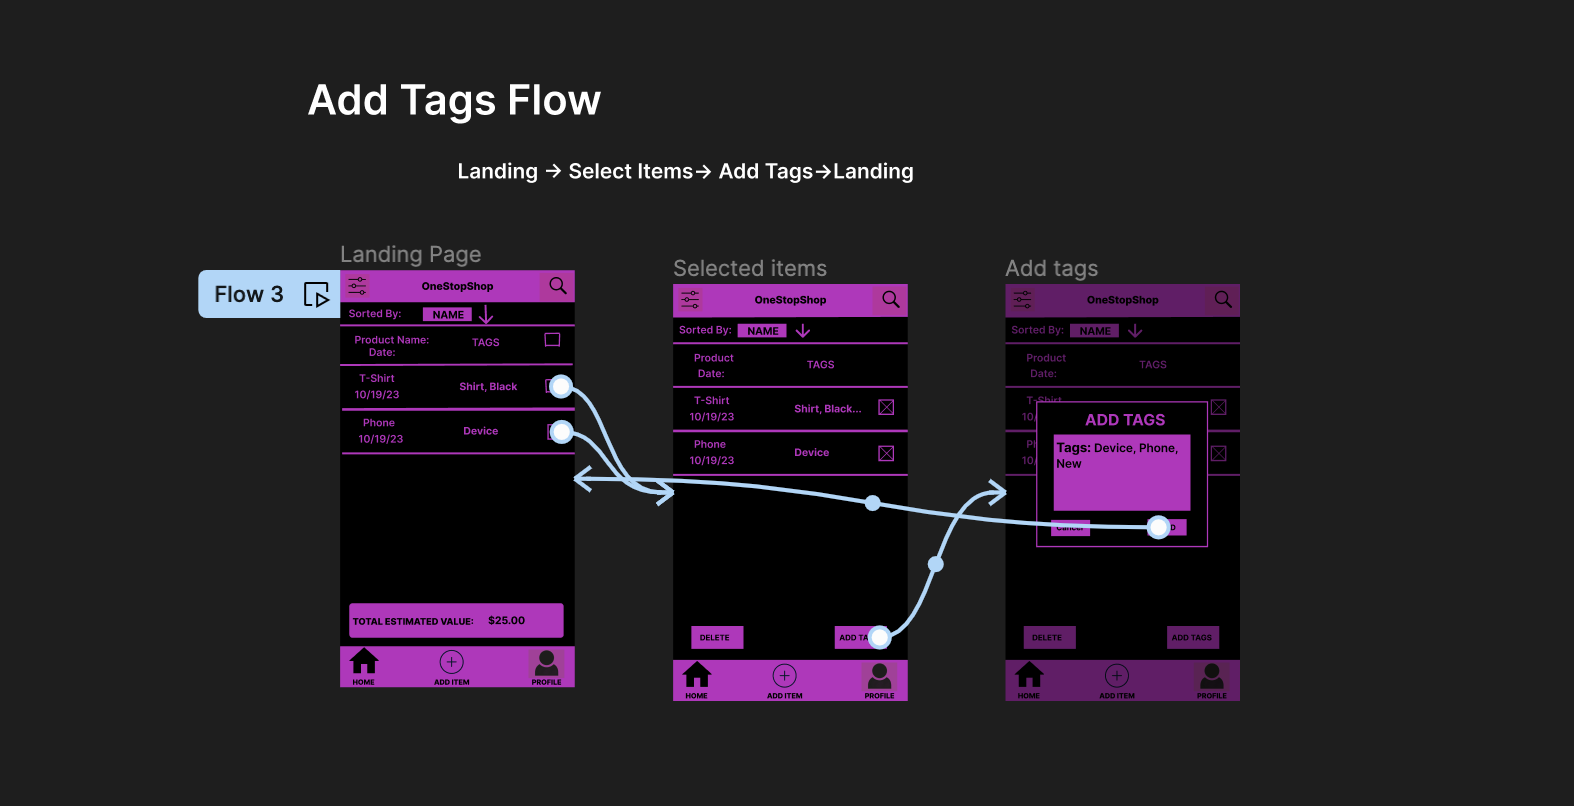 Add Tags Flow
Landing → Select Items→ Add Tags→Landing
Flow 3
Landing Page
OneStopShop
Sorted By: NAME
Product Name: TAGS
Date:
T-Shirt
10/19/23
Shirt, Black
Phone
10/19/23
Device
TOTAL ESTIMATED VALUE: $25.00
HOME ADD ITEM PROFILE
Selected items
OneStopShop
Sorted By: NAME
Product
Date:
TAGS
T-Shirt
10/19/23
Shirt, Black...
Phone
10/19/23
Device
DELETE ADD TA
HOME ADD ITEM PROFILE
Add tags
OneStopShop
Sorted By: NAME
Product
Date:
TAGS
T-Shirt
10/
Ph
10/
ADD TAGS
Tags: Device, Phone,
New
Cancel
DELETE ADD TAGS
HOME ADD ITEM PROFILE